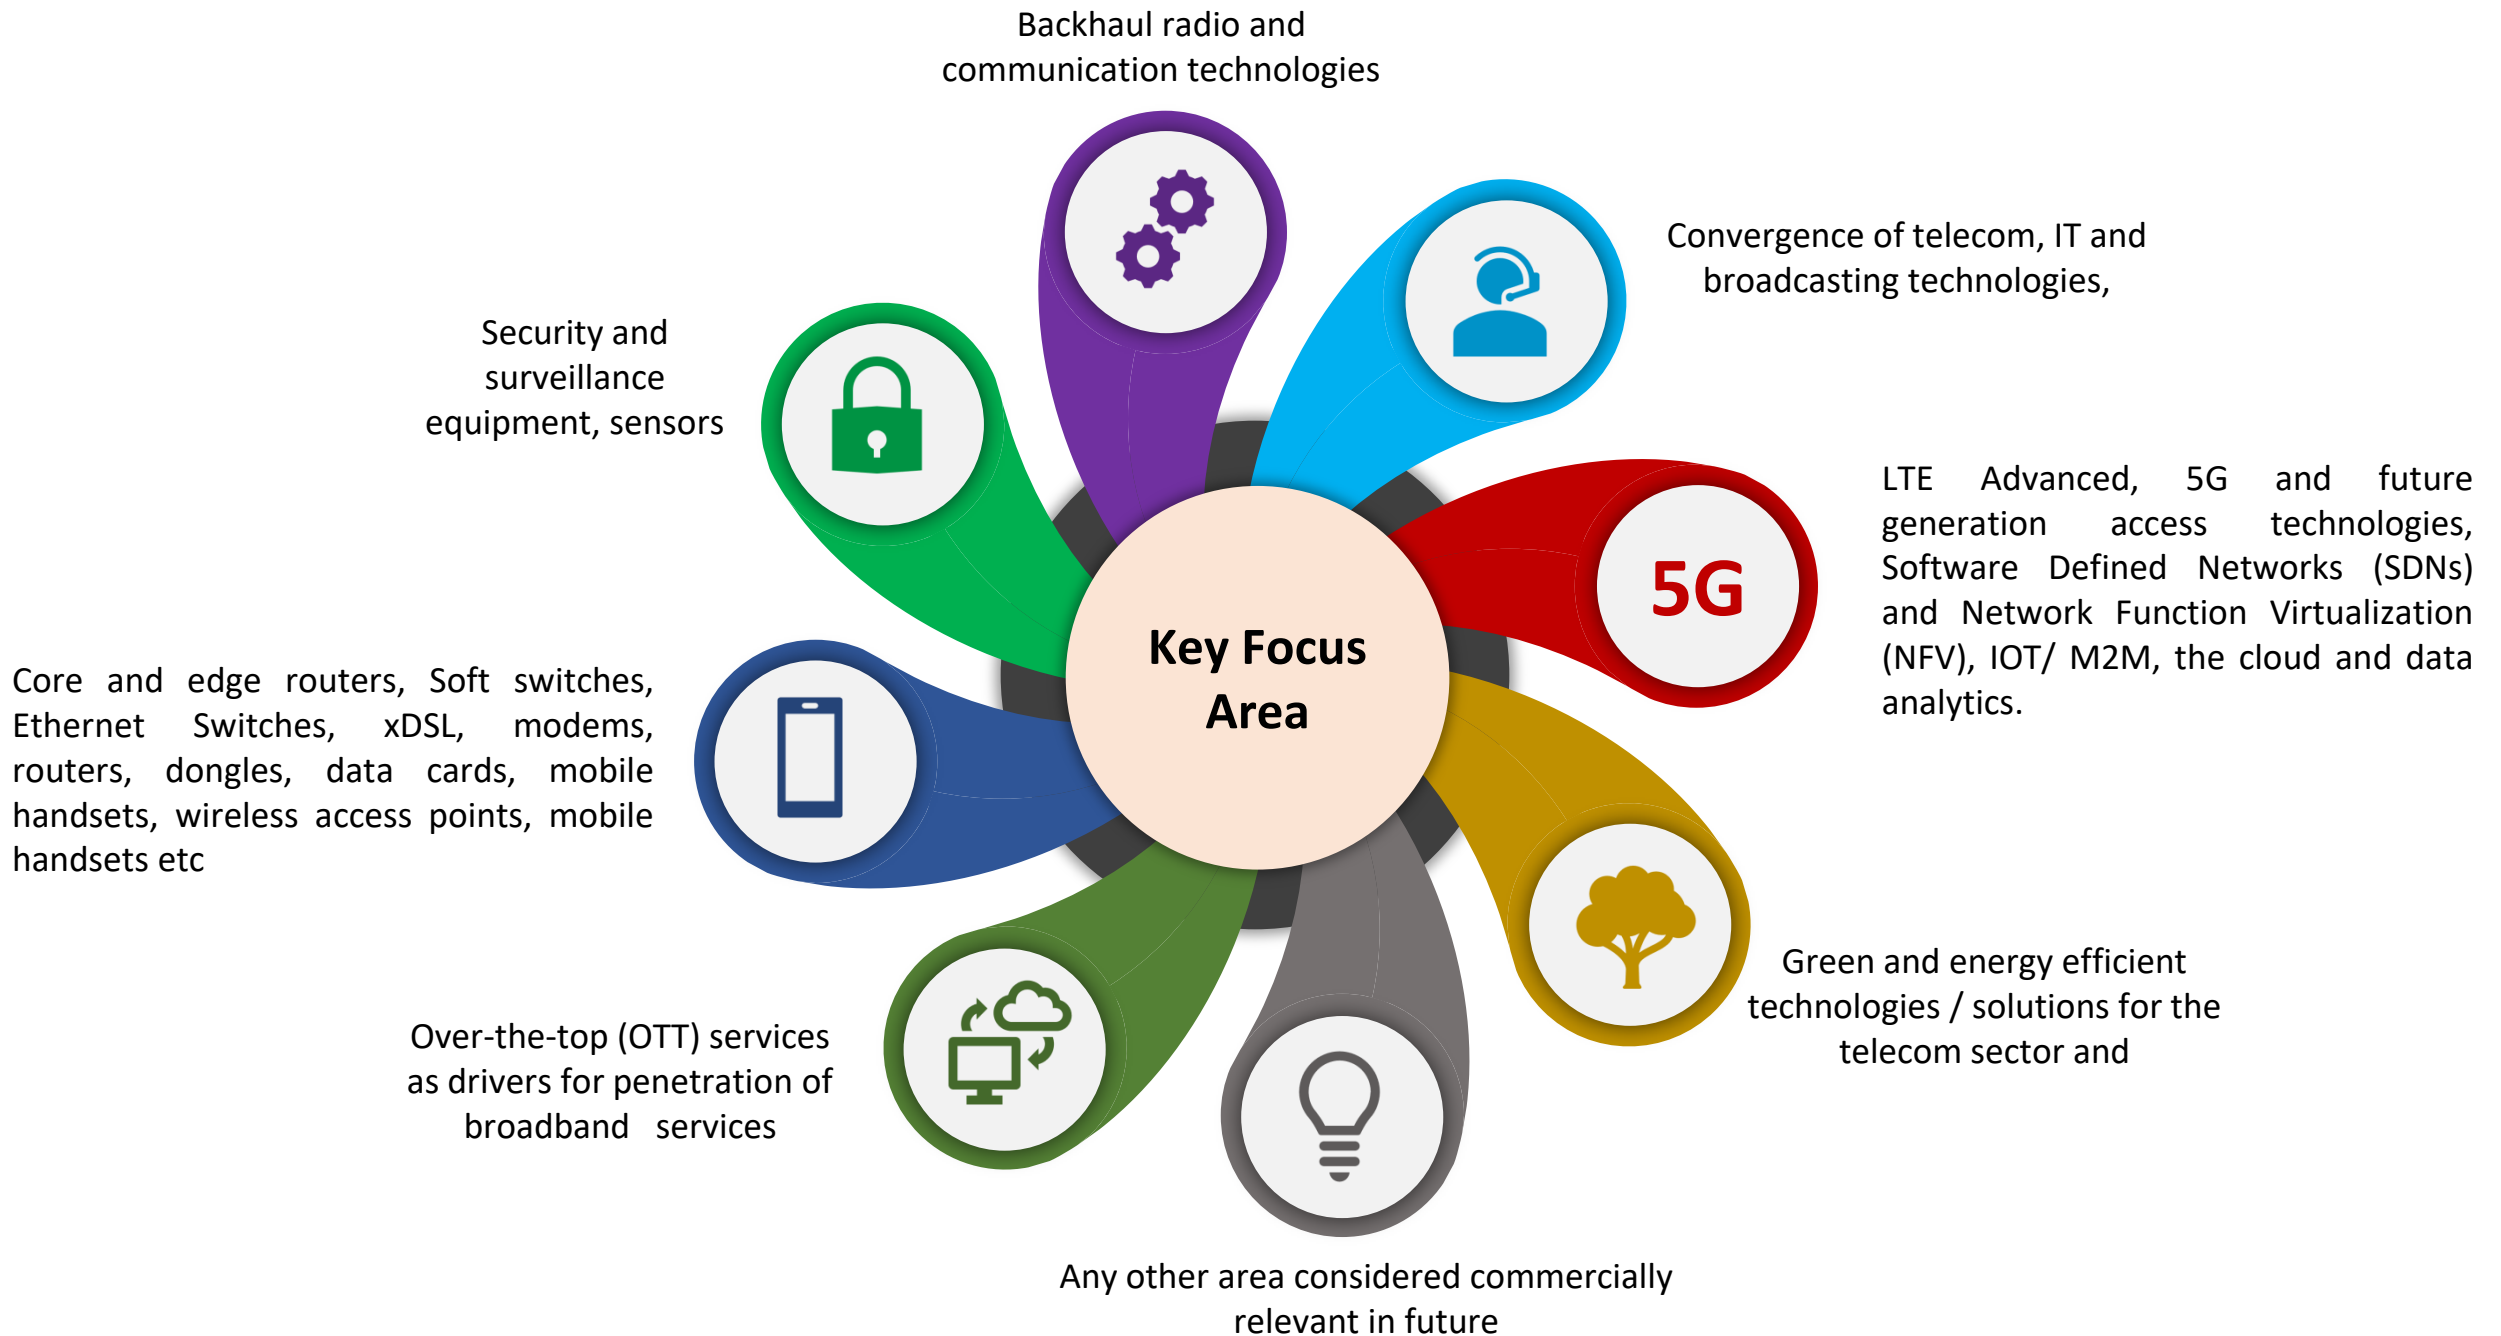 Backhaul radio and
communication technologies
Convergence of telecom, IT and
broadcasting technologies,
Security and
surveillance
equipment, sensors
LTE Advanced, 5G and future
generation access technologies,
Software Defined Networks (SDNs)
and Network Function Virtualization
(NFV), IOT/ M2M, the cloud and data
analytics.
5G
Key Focus
Area
Core and edge routers, Soft switches,
Ethernet Switches, xDSL, modems,
routers, dongles, data cards, mobile
handsets, wireless access points, mobile
handsets etc
Green and energy efficient
technologies / solutions for the
telecom sector and
Over-the-top (OTT) services
as drivers for penetration of
broadband services
Any other area considered commercially
relevant in future